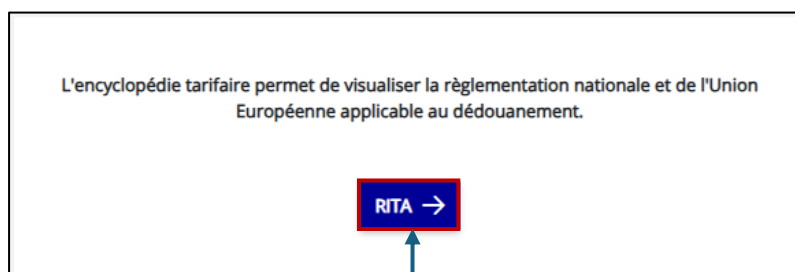 L'encyclopédie tarifaire permet de visualiser la règlementation nationale et de l'Union
Européenne applicable au dédouanement.
RITA →